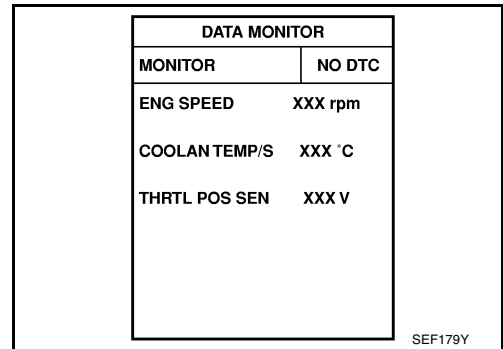 DATA MONITOR
MONITOR NO DTC
ENG SPEED XXX rpm
COOLAN TEMP/S XXX °C
THRTL POS SEN XXX V
SEF179Y